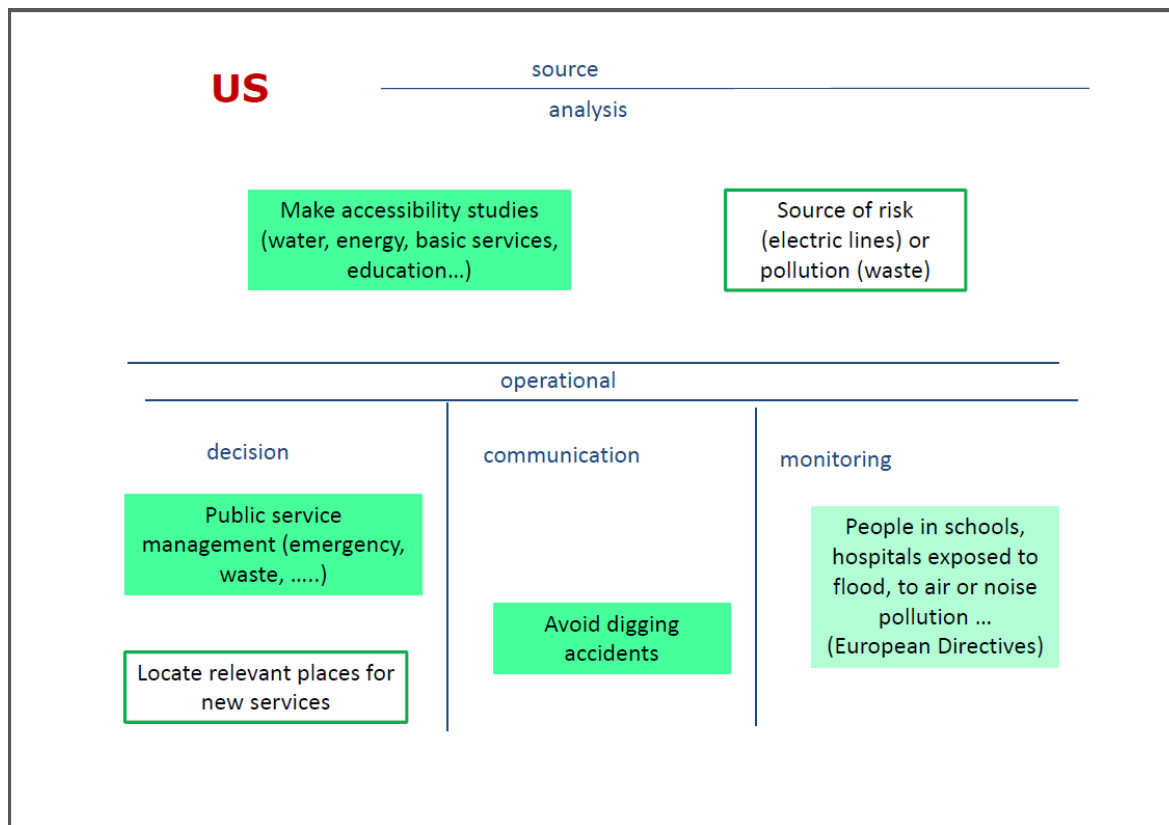 US
source
analysis
Make accessibility studies
(water, energy, basic services,
education…)
Source of risk
(electric lines) or
pollution (waste)
operational
decision
communication
monitoring
Public service
management (emergency,
waste, …..)
Locate relevant places for
new services
Avoid digging
accidents
People in schools,
hospitals exposed to
flood, to air or noise
pollution …
(European Directives)